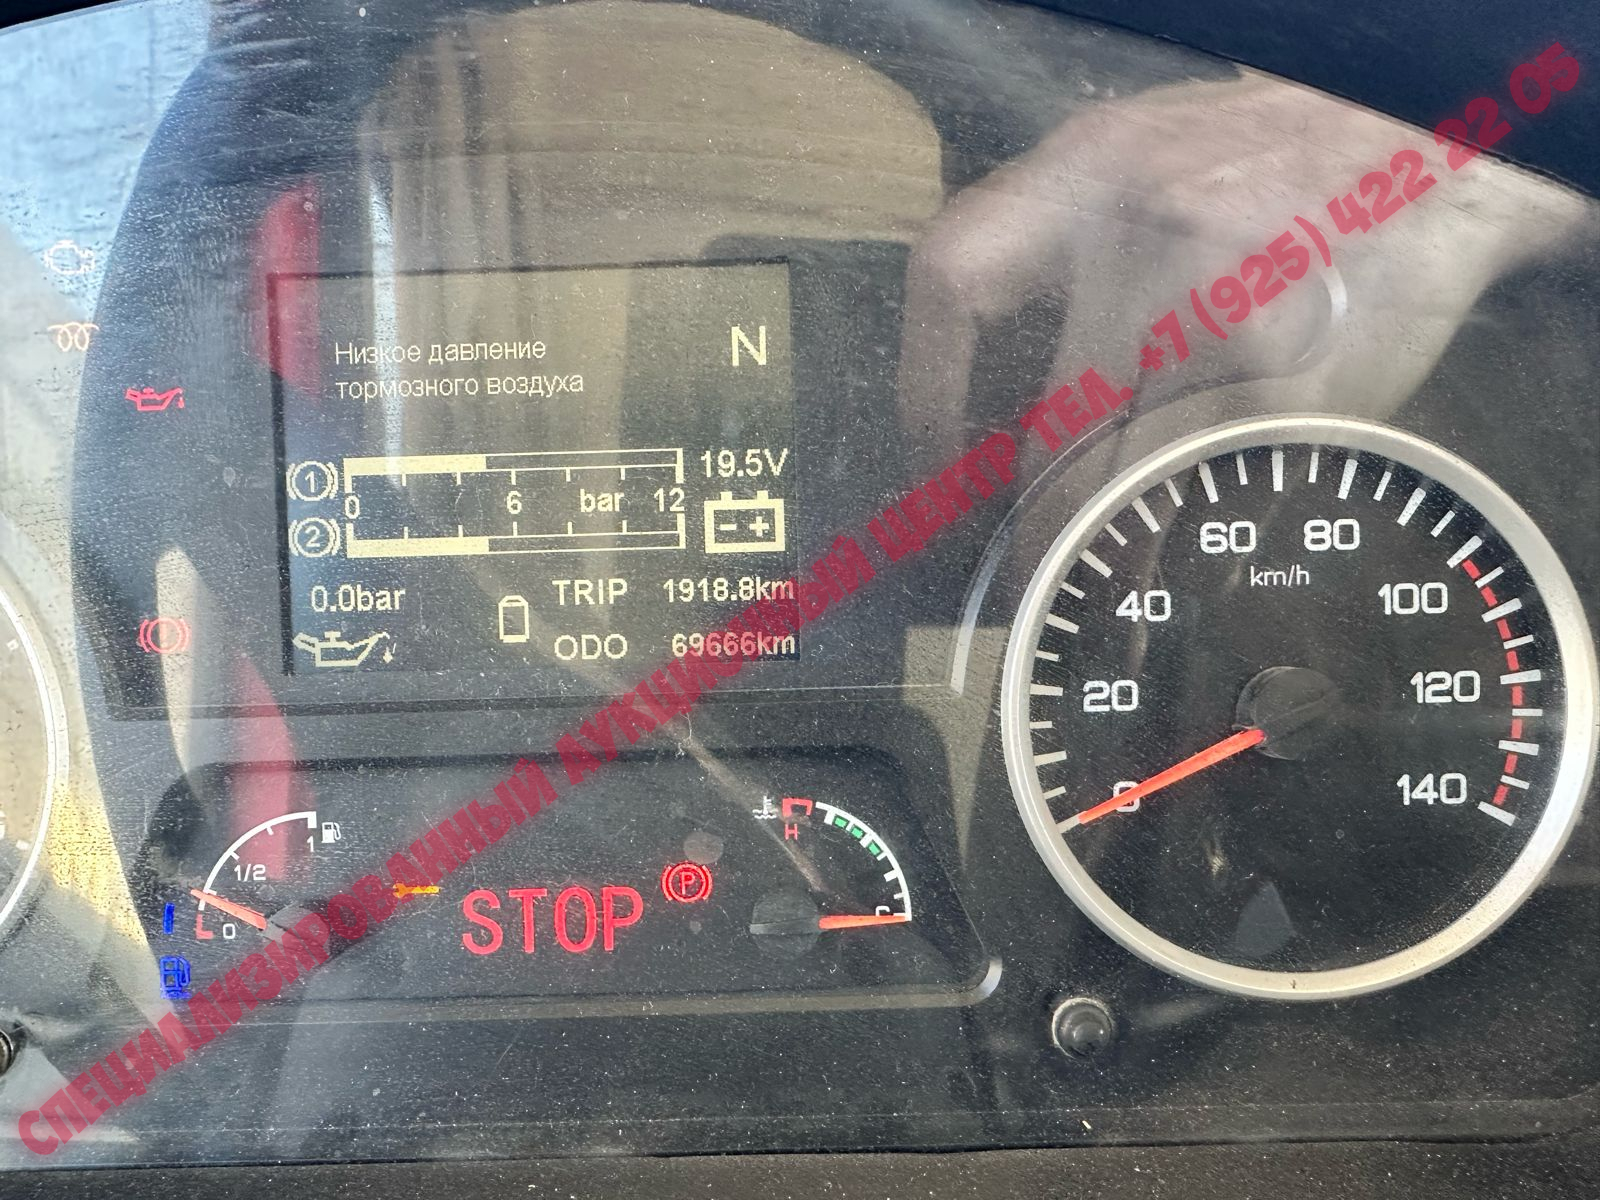 Низкое давление
тормозного воздуха
N
1
0 6 bar 12
2
19.5V
- +
0.0bar
TRIP 1918.8km
ODO 69666km
0 20 40 60 80 100 120 140
km/h
0 1/2 1
STOP
P
H
C
СПЕЦИАЛИЗИРОВАННЫЙ АУКЦИОННЫЙ ЦЕНТР ТЕЛ. +7 (925) 422 22 05